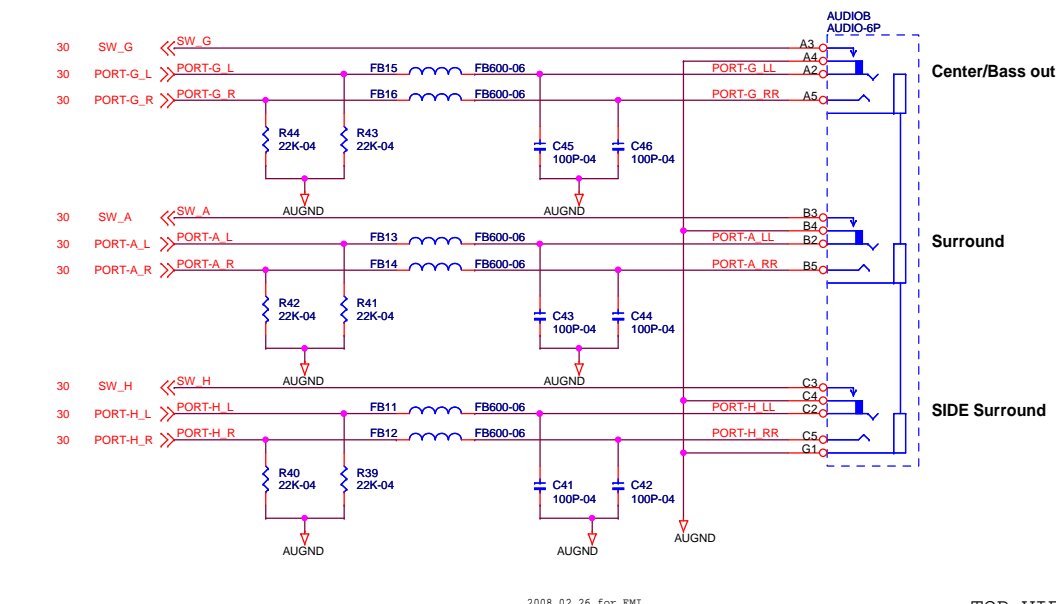 AUDIOB
AUDIO-6P
30 SW_G SW_G A3
A4
30 PORT-G_L PORT-G_L FB15 FB600-06 PORT-G_LL A2 Center/Bass out
30 PORT-G_R PORT-G_R FB16 FB600-06 PORT-G_RR A5
R44 R43 C45 C46
22K-04 22K-04 100P-04 100P-04
AUGND AUGND
30 SW_A SW_A B3
B4
30 PORT-A_L PORT-A_L FB13 FB600-06 PORT-A_LL B2 Surround
30 PORT-A_R PORT-A_R FB14 FB600-06 PORT-A_RR B5
R42 R41 C43 C44
22K-04 22K-04 100P-04 100P-04
AUGND AUGND
30 SW_H SW_H C3
C4
30 PORT-H_L PORT-H_L FB11 FB600-06 PORT-H_LL C2 SIDE Surround
30 PORT-H_R PORT-H_R FB12 FB600-06 PORT-H_RR C5
G1
R40 R39 C41 C42
22K-04 22K-04 100P-04 100P-04
AUGND AUGND AUGND
2008 02 26 for EMI
TOP